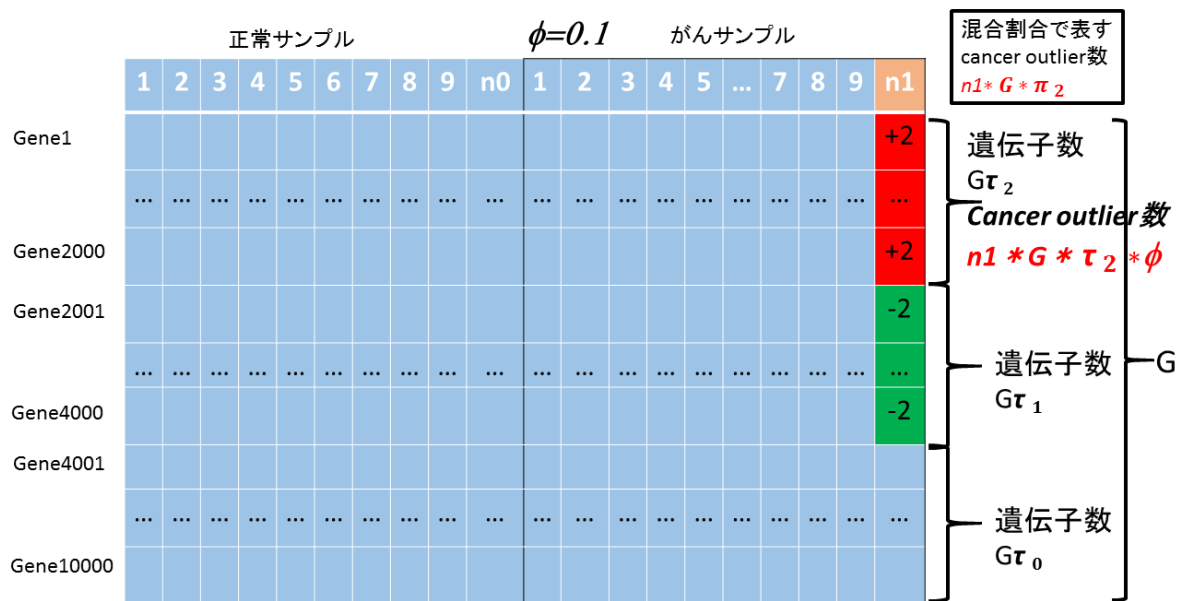 正常サンプル ϕ=0.1 がんサンプル
混合割合で表す
cancer outlier数
n1* G * π ₂
1 2 3 4 5 6 7 8 9 n0 1 2 3 4 5 ... 7 8 9 n1
Gene1 +2
... ... ... ... ... ... ... ... ... ... ... ... ... ... ... ... ... ... ... ...
Gene2000 +2
遺伝子数
Gτ ₂
Cancer outlier数
n1 *G * τ ₂ *ϕ
Gene2001 -2
... ... ... ... ... ... ... ... ... ... ... ... ... ... ... ... ... ... ... ...
Gene4000 -2
遺伝子数
Gτ ₁
G
Gene4001
... ... ... ... ... ... ... ... ... ... ... ... ... ... ... ... ... ... ... ...
Gene10000
遺伝子数
Gτ ₀